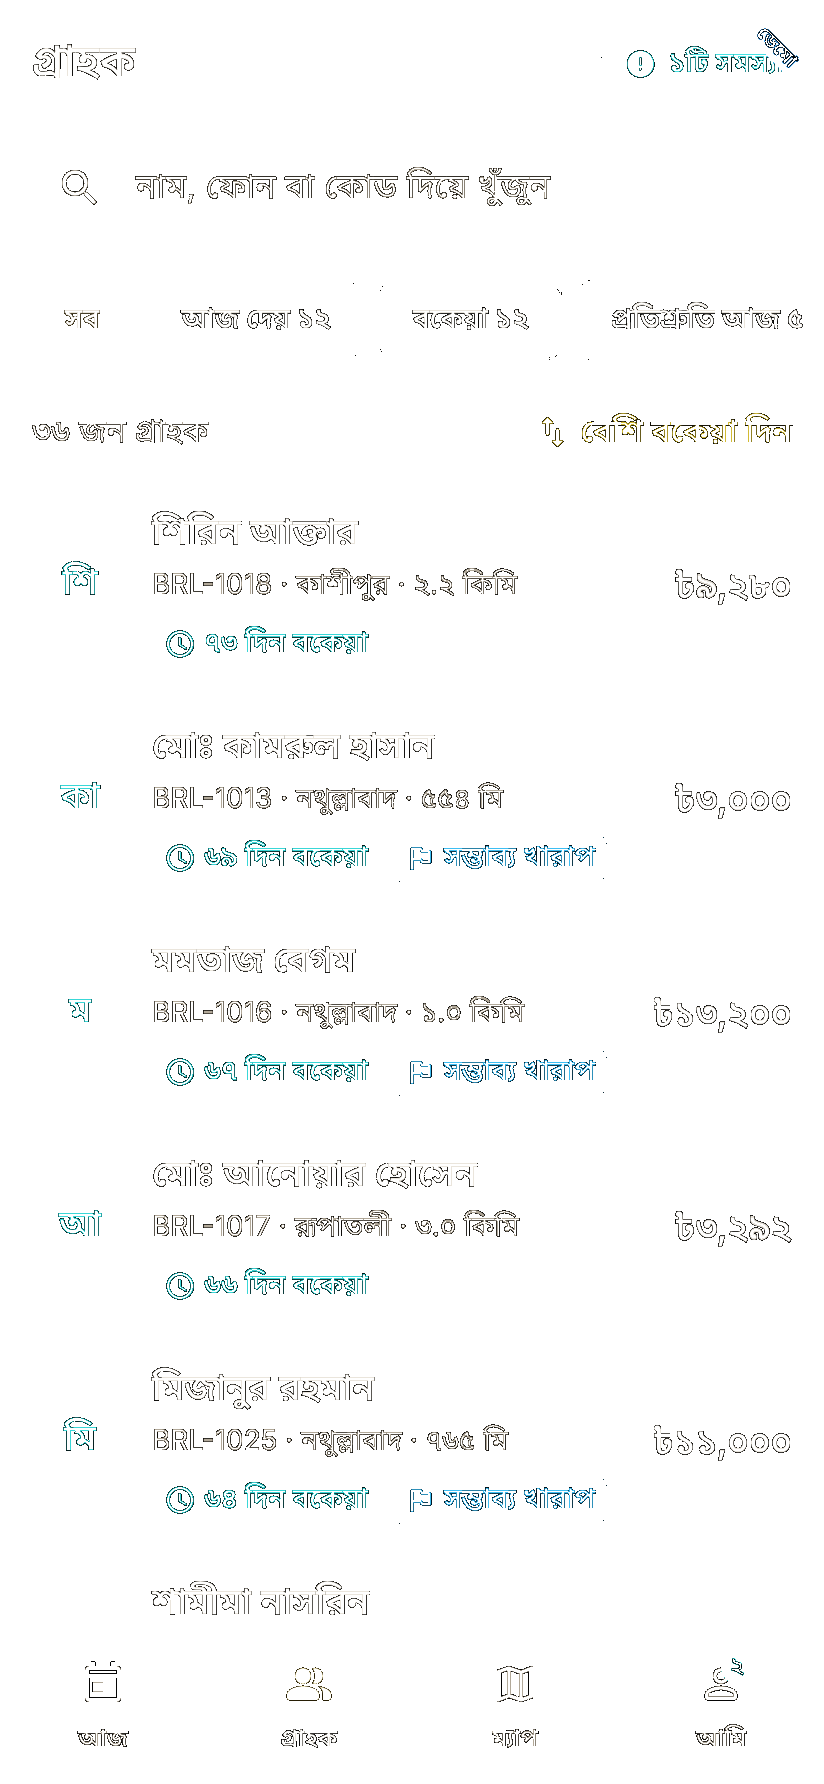 গ্রাহক
১টি সমস্যা
ডেমো
নাম, ফোন বা কোড দিয়ে খুঁজুন
সব আজ দেয় ১২ বকেয়া ১২ প্রতিশ্রুতি আজ ৫
৩৬ জন গ্রাহক বেশি বকেয়া দিন
শিরিন আক্তার
শি BRL-1018 · কাশীপুর · ২.২ কিমি ৳৯,২৮০
৭৩ দিন বকেয়া
মোঃ কামরুল হাসান
কা BRL-1013 · নথুল্লাবাদ · ৫৫৪ মি ৳৩,০০০
৬৯ দিন বকেয়া সম্ভাব্য খারাপ
মমতাজ বেগম
ম BRL-1016 · নথুল্লাবাদ · ১.০ কিমি ৳১৩,২০০
৬৭ দিন বকেয়া সম্ভাব্য খারাপ
মোঃ আনোয়ার হোসেন
আ BRL-1017 · রূপাতলী · ৩.০ কিমি ৳৩,২৯২
৬৬ দিন বকেয়া
মিজানুর রহমান
মি BRL-1025 · নথুল্লাবাদ · ৭৬৫ মি ৳১১,০০০
৬৪ দিন বকেয়া সম্ভাব্য খারাপ
শামীমা নাসরিন
২
আজ গ্রাহক ম্যাপ আমি